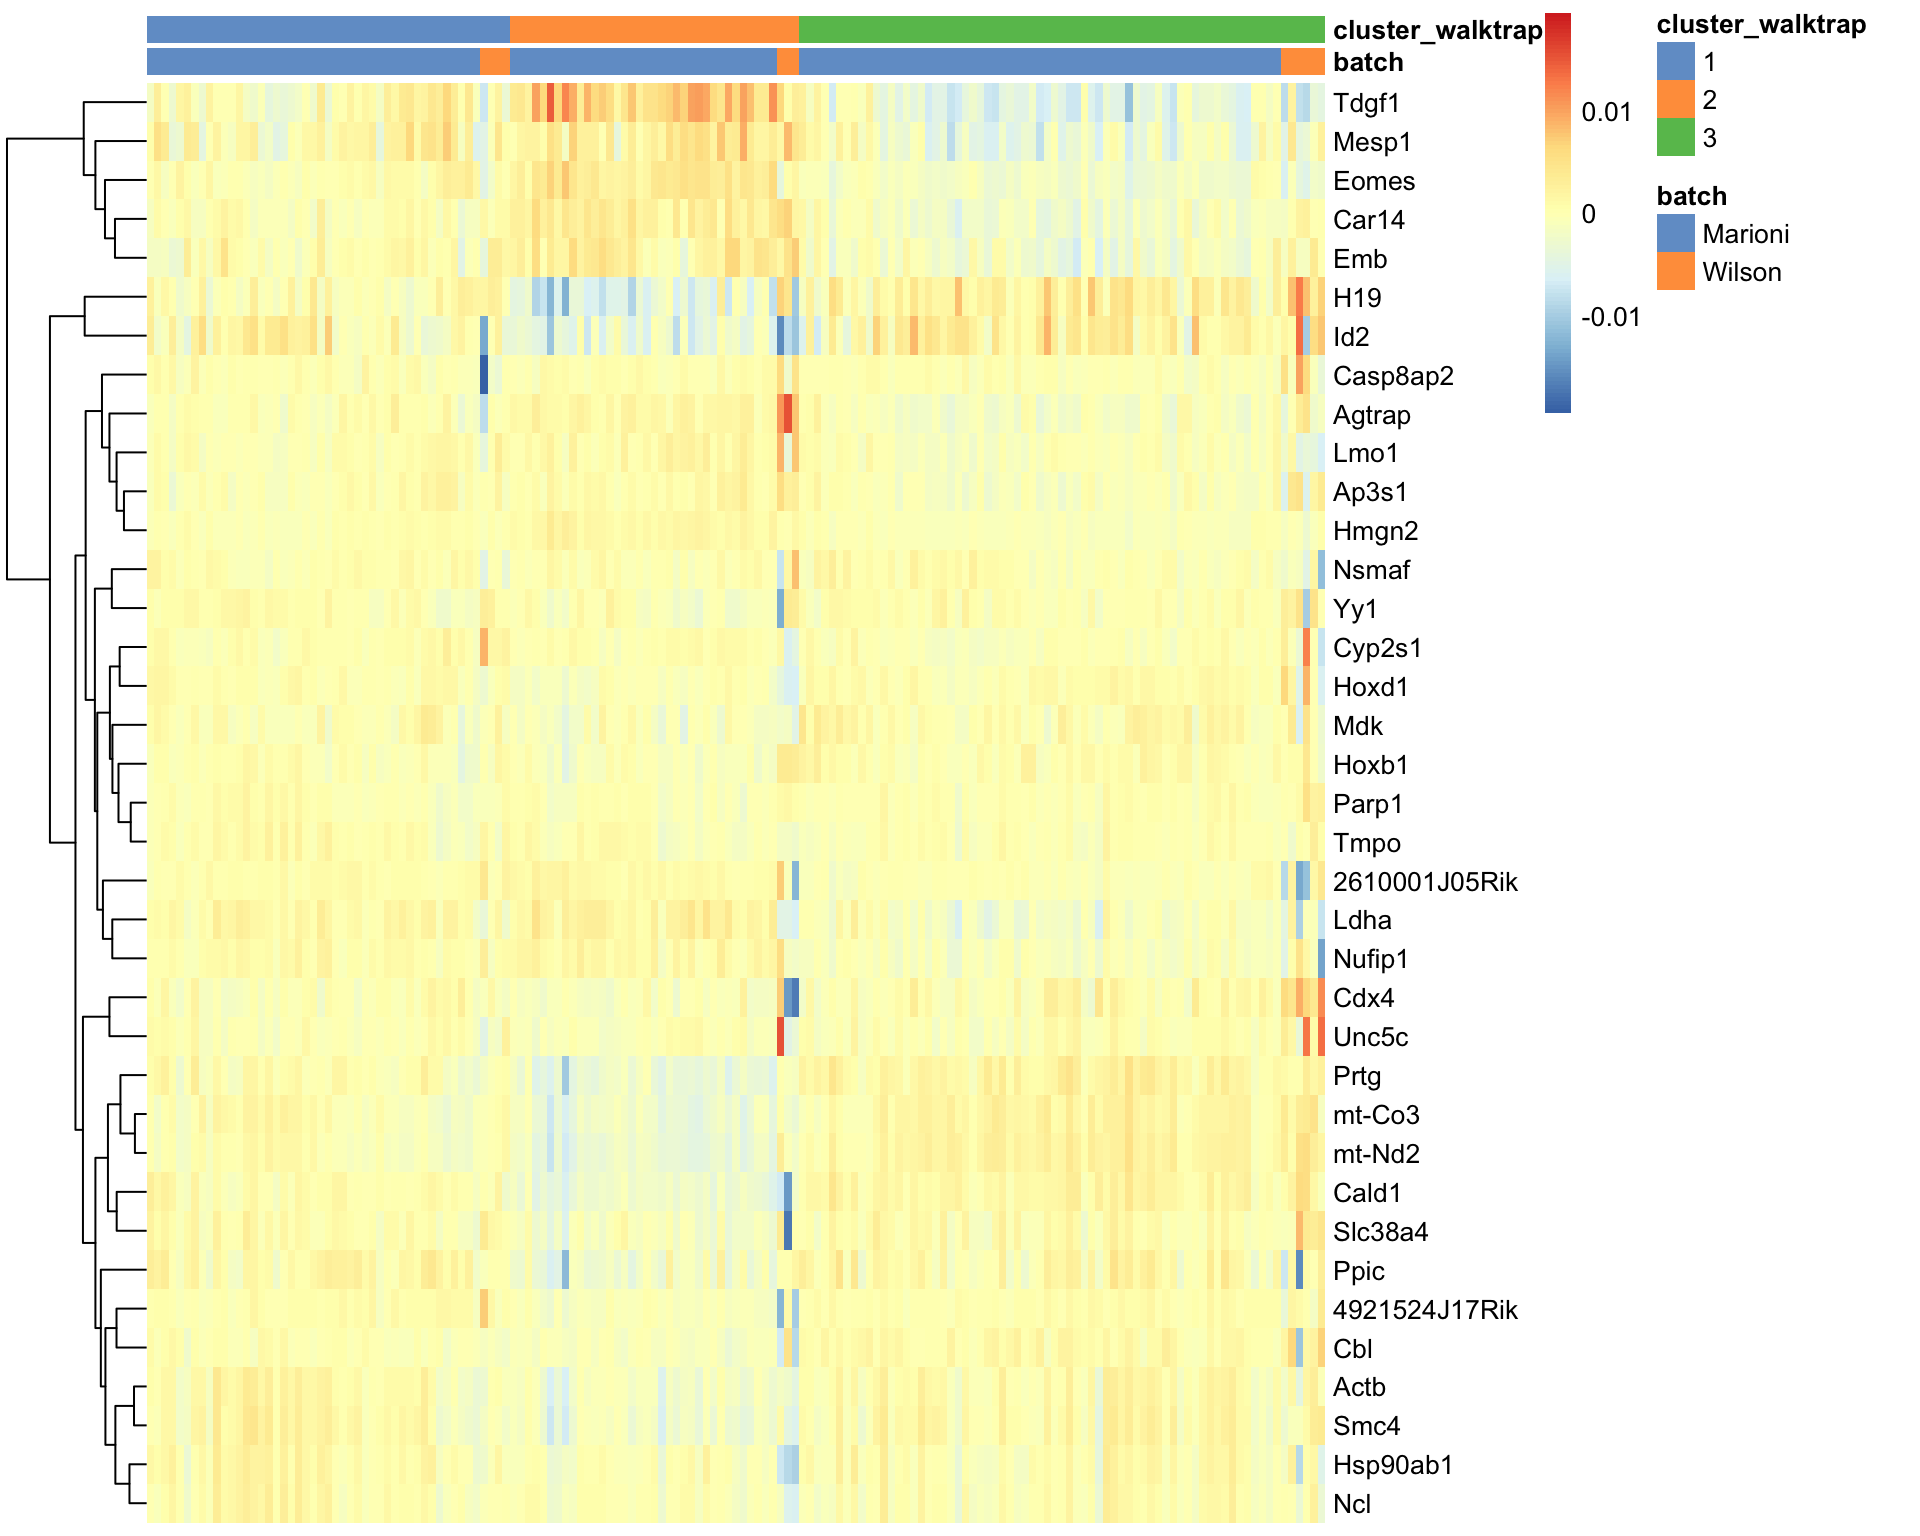 cluster_walktrap
batch
Tdgf1
Mesp1
Eomes
Car14
Emb
H19
Id2
Casp8ap2
Agtrap
Lmo1
Ap3s1
Hmgn2
Nsmaf
Yy1
Cyp2s1
Hoxd1
Mdk
Hoxb1
Parp1
Tmpo
2610001J05Rik
Ldha
Nufip1
Cdx4
Unc5c
Prtg
mt-Co3
mt-Nd2
Cald1
Slc38a4
Ppic
4921524J17Rik
Cbl
Actb
Smc4
Hsp90ab1
Ncl
0.01
0
-0.01
cluster_walktrap
1
2
3
batch
Marioni
Wilson